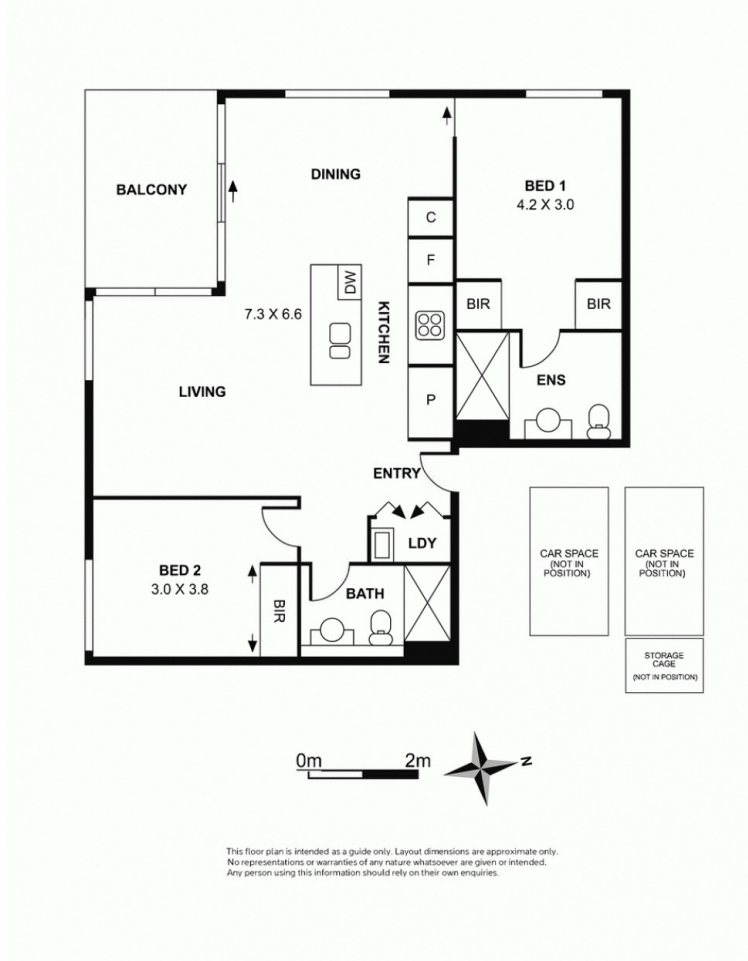 BALCONY
DINING
BED 1
4.2 X 3.0
C
F
DW
BIR
BIR
7.3 X 6.6
KITCHEN
LIVING
P
ENS
ENTRY
LDY
BED 2
3.0 X 3.8
BIR
BATH
CAR SPACE
(NOT IN
POSITION)
CAR SPACE
(NOT IN
POSITION)
STORAGE
CAGE
(NOT IN POSITION)
0m 2m
N
This floor plan is intended as a guide only. Layout dimensions are approximate only.
No representations or warranties of any nature whatsoever are given or intended.
Any person using this information should rely on their own enquiries.